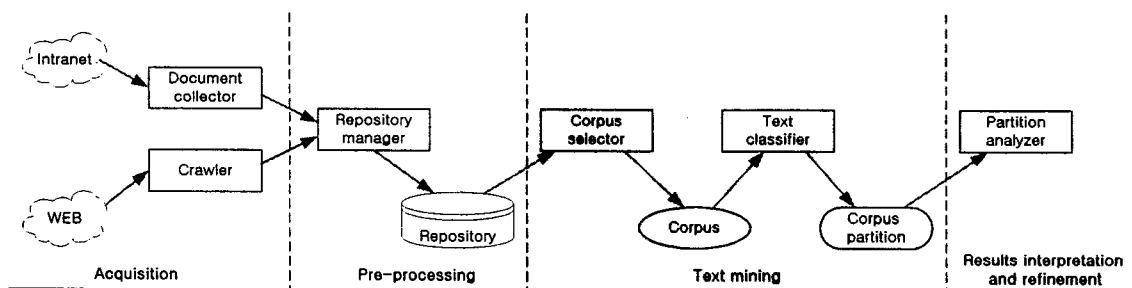 Intranet
Document
collector
Repository
manager
Corpus
selector
Text
classifier
Partition
analyzer
Crawler
WEB
Repository
Corpus
Corpus
partition
Acquisition
Pre-processing
Text mining
Results interpretation
and refinement